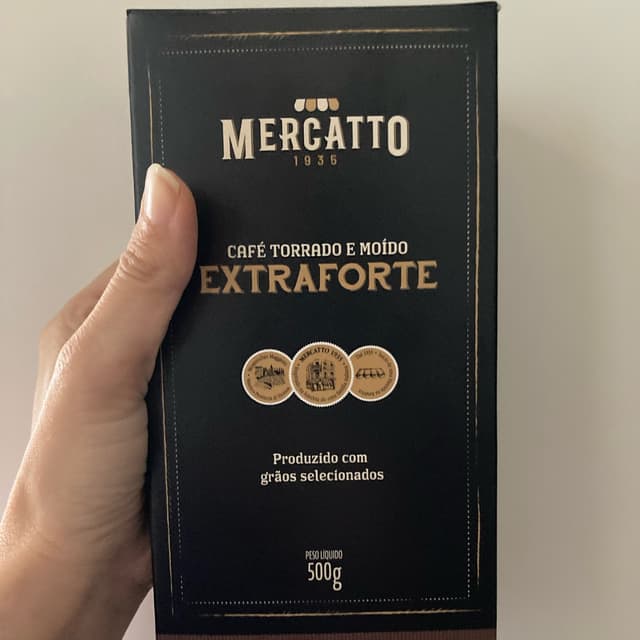 MERCATTO
1935
CAFÉ TORRADO E MOÍDO
EXTRAFORTE
MERCATTO 1935
Produzido com
grãos selecionados
PESO LÍQUIDO
500g